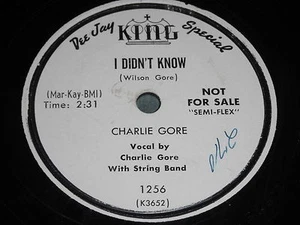 Dee Jay KING Special
I DIDN'T KNOW
(Wilson Gore)
(Mar-Kay-BMI)
Time: 2:31
NOT
FOR SALE
"SEMI-FLEX"
CHARLIE GORE
Vocal by
Charlie Gore
With String Band
1256
(K3652)